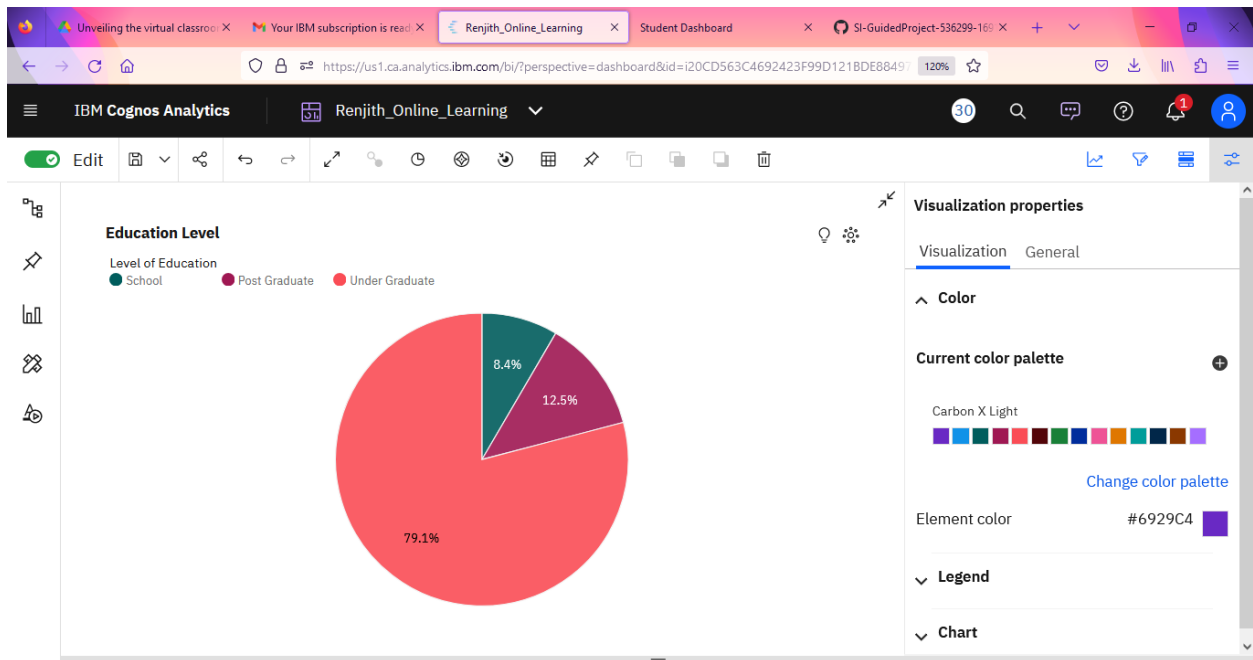 Unveiling the virtual classroo
Your IBM subscription is read
Renjith_Online_Learning
Student Dashboard
SI-GuidedProject-536299-169
https://us1.ca.analytics.ibm.com/bi/?perspective=dashboard&id=i20CD563C4692423F99D121BDE88497
120%
IBM Cognos Analytics
Renjith_Online_Learning
30
1
Edit
Education Level
Level of Education
School Post Graduate Under Graduate
8.4%
12.5%
79.1%
Visualization properties
Visualization General
Color
Current color palette
Carbon X Light
Change color palette
Element color #6929C4
Legend
Chart